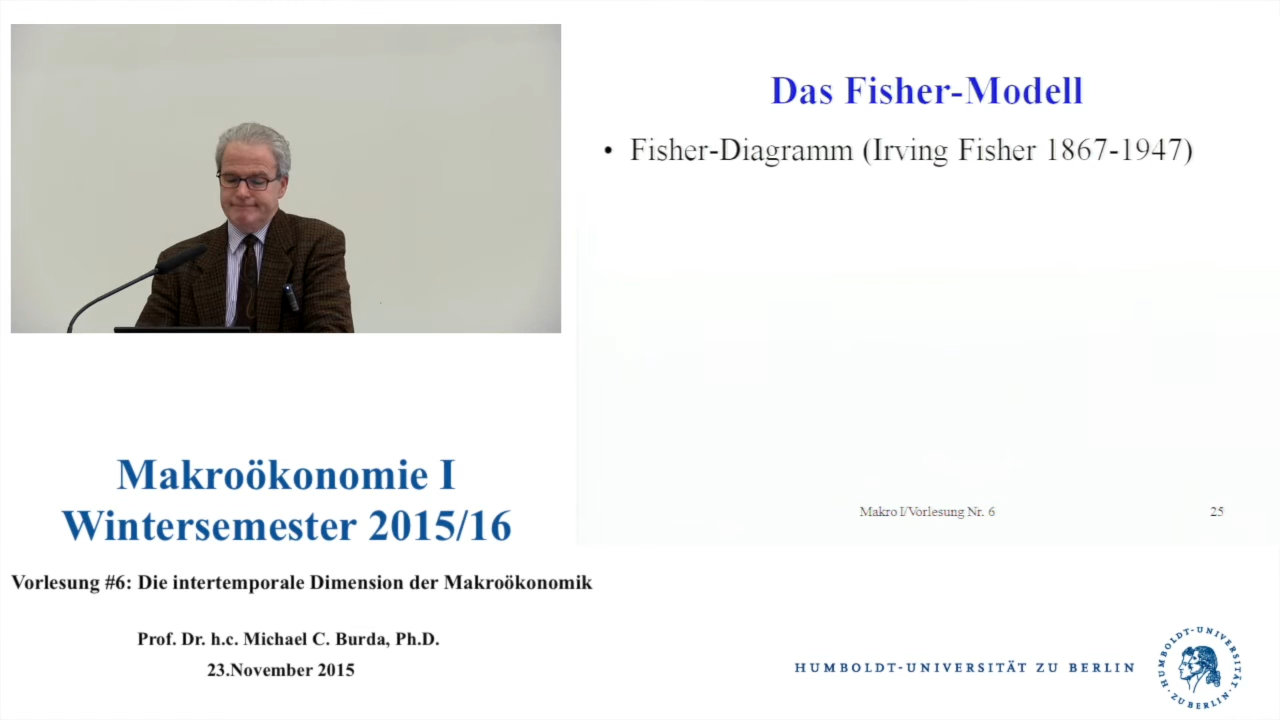 Das Fisher-Modell
• Fisher-Diagramm (Irving Fisher 1867-1947)
Makro I/Vorlesung Nr. 6
25
Makroökonomie I
Wintersemester 2015/16
Vorlesung #6: Die intertemporale Dimension der Makroökonomik
Prof. Dr. h.c. Michael C. Burda, Ph.D.
23.November 2015
HUMBOLDT-UNIVERSITÄT ZU BERLIN
HUMBOLDT-UNIVERSITÄT ZU BERLIN